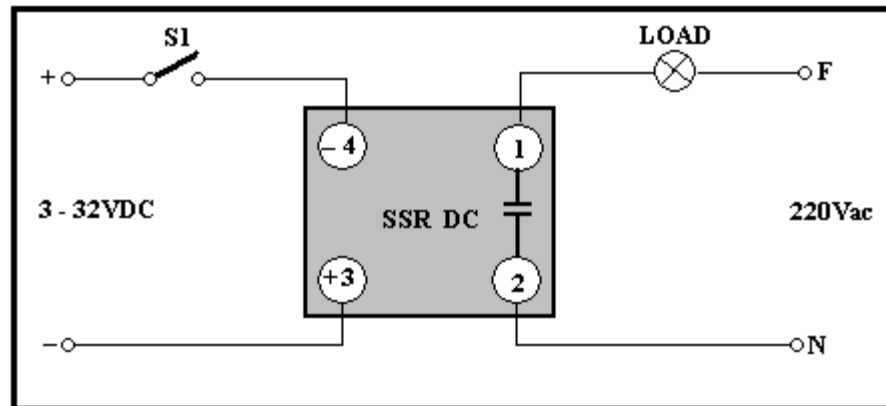 S1
LOAD
+
F
– 4
1
3 - 32VDC
SSR DC
220Vac
+3
2
–
N